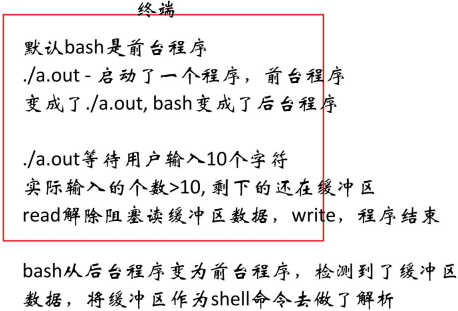 终端
默认bash是前台程序
./a.out - 启动了一个程序，前台程序
变成了./a.out, bash变成了后台程序
./a.out等待用户输入10个字符
实际输入的个数>10, 剩下的还在缓冲区
read解除阻塞读缓冲区数据，write，程序结束
bash从后台程序变为前台程序，检测到了缓冲区
数据，将缓冲区作为shell命令去做了解析